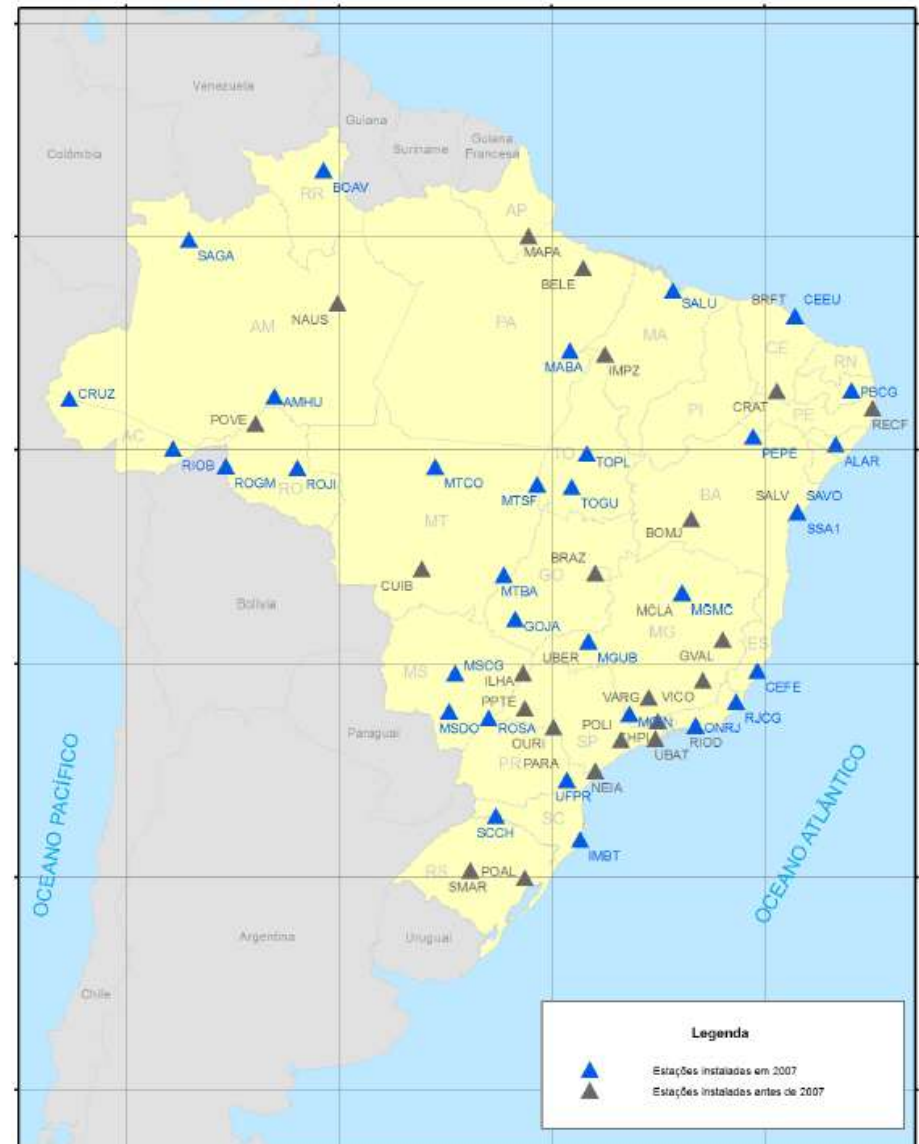 Venezuela
Guiana
Suriname
Guiana
Francesa
Colômbia
BOAV
RR
AP
SAGA
MAPA
BELE
NAUS
SALU
BRFT
CEEU
AM
PA
MA
CE
RN
MABA
IMPZ
CRUZ
AMHU
CRAT
PBCG
PI
PE
RECF
POVE
AC
RIOB
ROGM
ROJI
RO
MTCO
TO
TOPL
PEPE
ALAR
MTSF
TOGU
BA
SALV
SAVO
SSA1
MT
BOMJ
BRAZ
CUIB
MTBA
GO
Bolívia
MCLA
MGMC
GOJA
MG
ES
UBER
MGUB
GVAL
MS
MSCG
ILHA
CEFE
VARG
VICO
PPTE
RJCG
MSDO
ROSA
POLI
ONRJ
RIOD
OURI
SP
UBAT
Paraguai
PR
PARA
NEIA
UFPR
SCCH
SC
IMBT
RS
POAL
SMAR
OCEANO PACÍFICO
OCEANO ATLÂNTICO
Argentina
Uruguai
Chile
Legenda
Estações instaladas em 2007
Estações instaladas antes de 2007